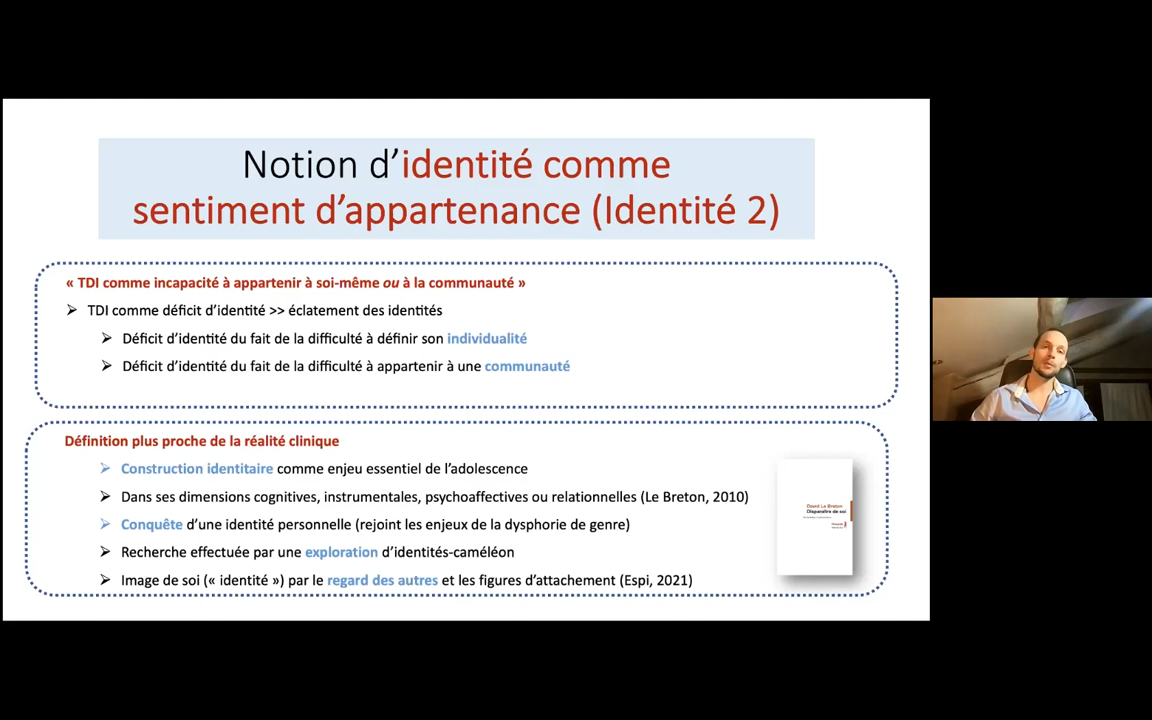 Notion d’identité comme
sentiment d’appartenance (Identité 2)
« TDI comme incapacité à appartenir à soi-même ou à la communauté »
TDI comme déficit d’identité >> éclatement des identités
Déficit d’identité du fait de la difficulté à définir son individualité
Déficit d’identité du fait de la difficulté à appartenir à une communauté
Définition plus proche de la réalité clinique
Construction identitaire comme enjeu essentiel de l’adolescence
Dans ses dimensions cognitives, instrumentales, psychoaffectives ou relationnelles (Le Breton, 2010)
Conquête d’une identité personnelle (rejoint les enjeux de la dysphorie de genre)
Recherche effectuée par une exploration d’identités-caméléon
Image de soi (« identité ») par le regard des autres et les figures d’attachement (Espi, 2021)
David Le Breton
Disparaître de soi